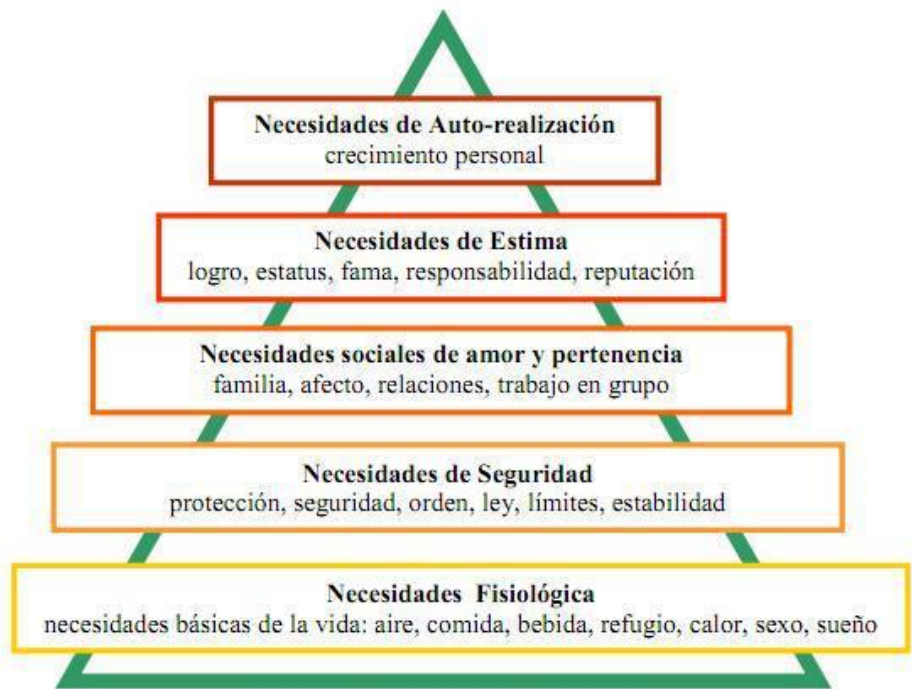 Necesidades de Auto-realización
crecimiento personal
Necesidades de Estima
logro, estatus, fama, responsabilidad, reputación
Necesidades sociales de amor y pertenencia
familia, afecto, relaciones, trabajo en grupo
Necesidades de Seguridad
protección, seguridad, orden, ley, límites, estabilidad
Necesidades Fisiológica
necesidades básicas de la vida: aire, comida, bebida, refugio, calor, sexo, sueño